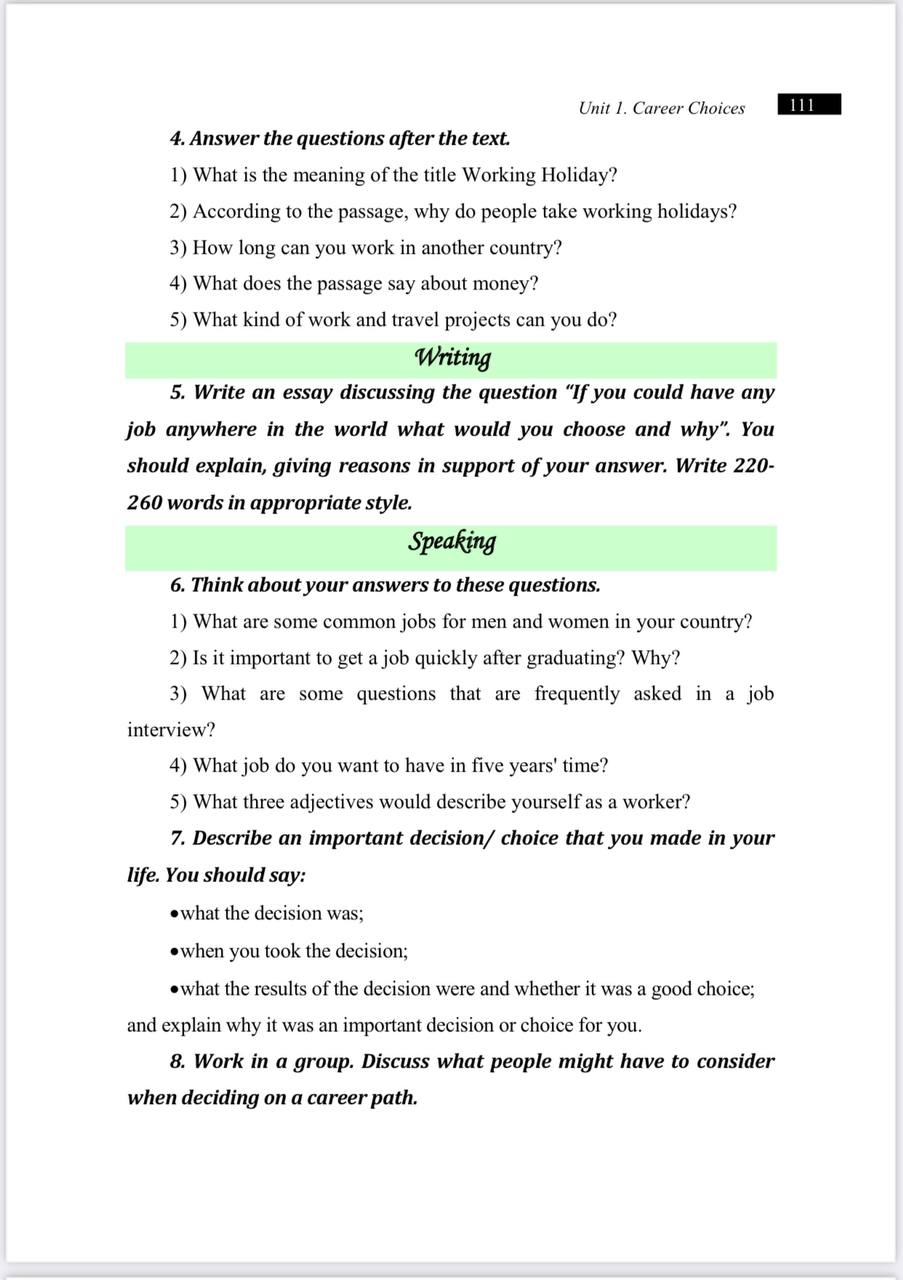 Unit 1. Career Choices 111
4. Answer the questions after the text.
1) What is the meaning of the title Working Holiday?
2) According to the passage, why do people take working holidays?
3) How long can you work in another country?
4) What does the passage say about money?
5) What kind of work and travel projects can you do?
Writing
5. Write an essay discussing the question “If you could have any
job anywhere in the world what would you choose and why”. You
should explain, giving reasons in support of your answer. Write 220-
260 words in appropriate style.
Speaking
6. Think about your answers to these questions.
1) What are some common jobs for men and women in your country?
2) Is it important to get a job quickly after graduating? Why?
3) What are some questions that are frequently asked in a job
interview?
4) What job do you want to have in five years' time?
5) What three adjectives would describe yourself as a worker?
7. Describe an important decision/ choice that you made in your
life. You should say:
•what the decision was;
•when you took the decision;
•what the results of the decision were and whether it was a good choice;
and explain why it was an important decision or choice for you.
8. Work in a group. Discuss what people might have to consider
when deciding on a career path.